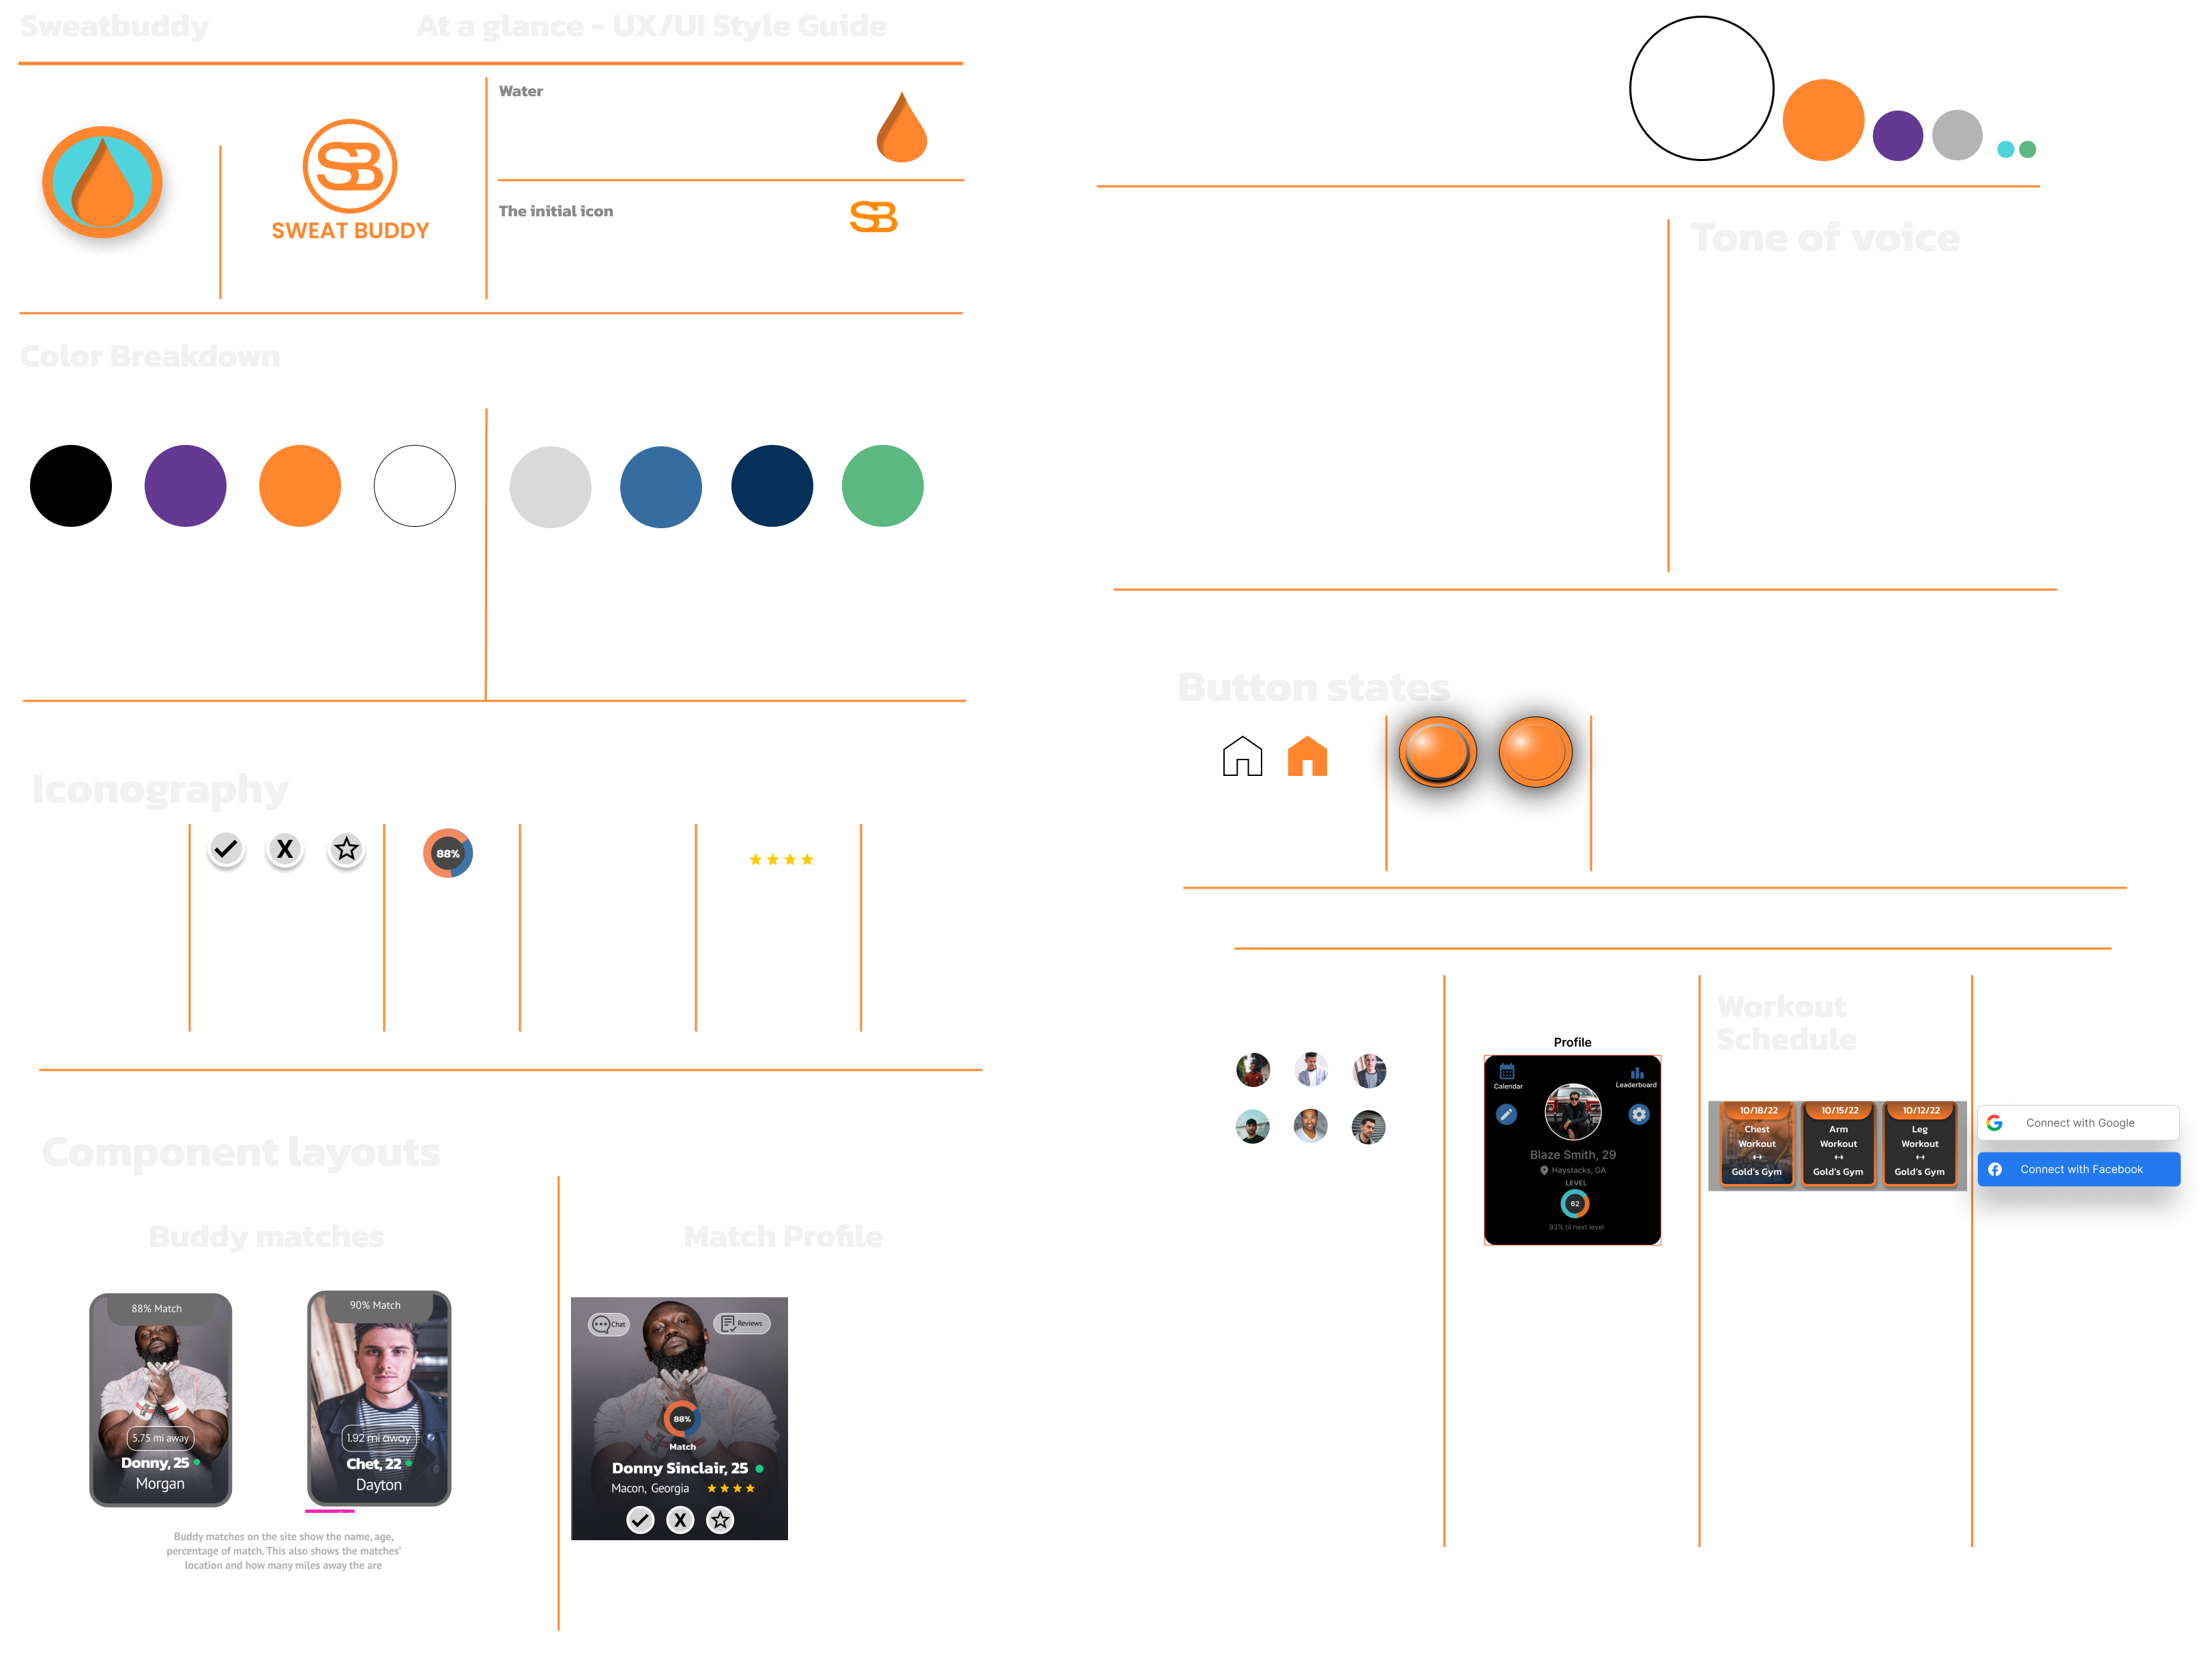 Sweatbuddy
At a glance - UX/UI Style Guide
SB
SWEAT BUDDY
Water
The initial icon
SB
Color Breakdown
Iconography
X
88%
Component layouts
Buddy matches
88% Match
5.75 mi away
Donny, 25
Morgan
90% Match
1.92 mi away
Chet, 22
Dayton
Buddy matches on the site show the name, age,
percentage of match. This also shows the matches'
location and how many miles away the are
Match Profile
Chat
Reviews
88%
Match
Donny Sinclair, 25
Macon, Georgia
X
Tone of voice
Button states
Profile
Calendar
Leaderboard
Blaze Smith, 29
Haystacks, GA
LEVEL
62
93% til next level
Workout
Schedule
10/18/22
Chest
Workout
Gold's Gym
10/15/22
Arm
Workout
Gold's Gym
10/12/22
Leg
Workout
Gold's Gym
Connect with Google
Connect with Facebook